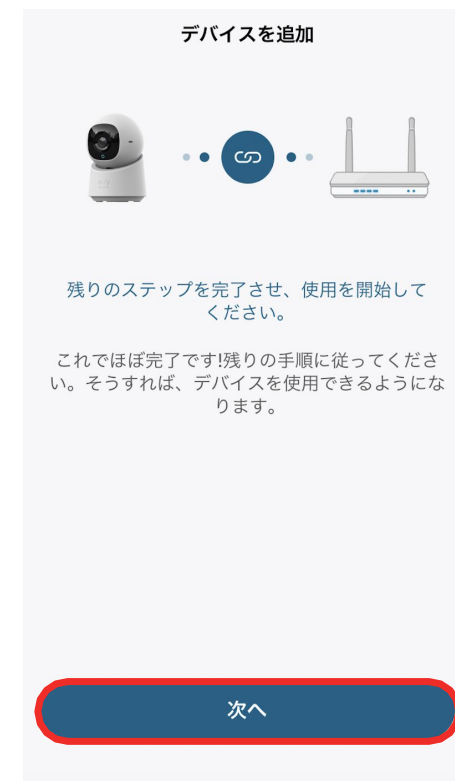 デバイスを追加
残りのステップを完了させ、使用を開始して
ください。
これでほぼ完了です!残りの手順に従ってくださ
い。そうすれば、デバイスを使用できるようにな
ります。
次へ